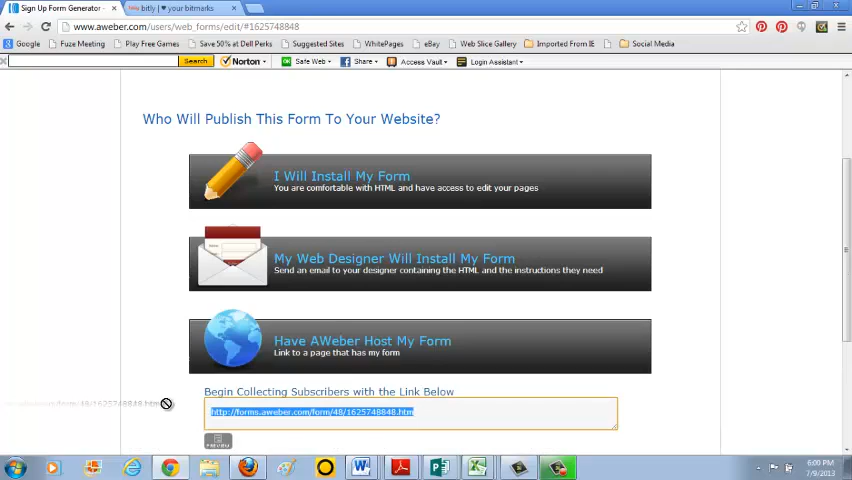 Sign Up Form Generator -
bitly | ♥ your bitmarks
www.aweber.com/users/web_forms/edit/#1625748848
Google
Fuze Meeting
Play Free Games
Save 50% at Dell Perks
Suggested Sites
WhitePages
eBay
Web Slice Gallery
Imported From IE
Social Media
Search
Norton
OK
Safe Web
Share
Access Vault
Login Assistant
Who Will Publish This Form To Your Website?
I Will Install My Form
You are comfortable with HTML and have access to edit your pages
My Web Designer Will Install My Form
Send an email to your designer containing the HTML and the instructions they need
Have AWeber Host My Form
Link to a page that has my form
Begin Collecting Subscribers with the Link Below
http://forms.aweber.com/form/48/1625748848.htm
PREVIEW
6:09 PM
7/9/2013